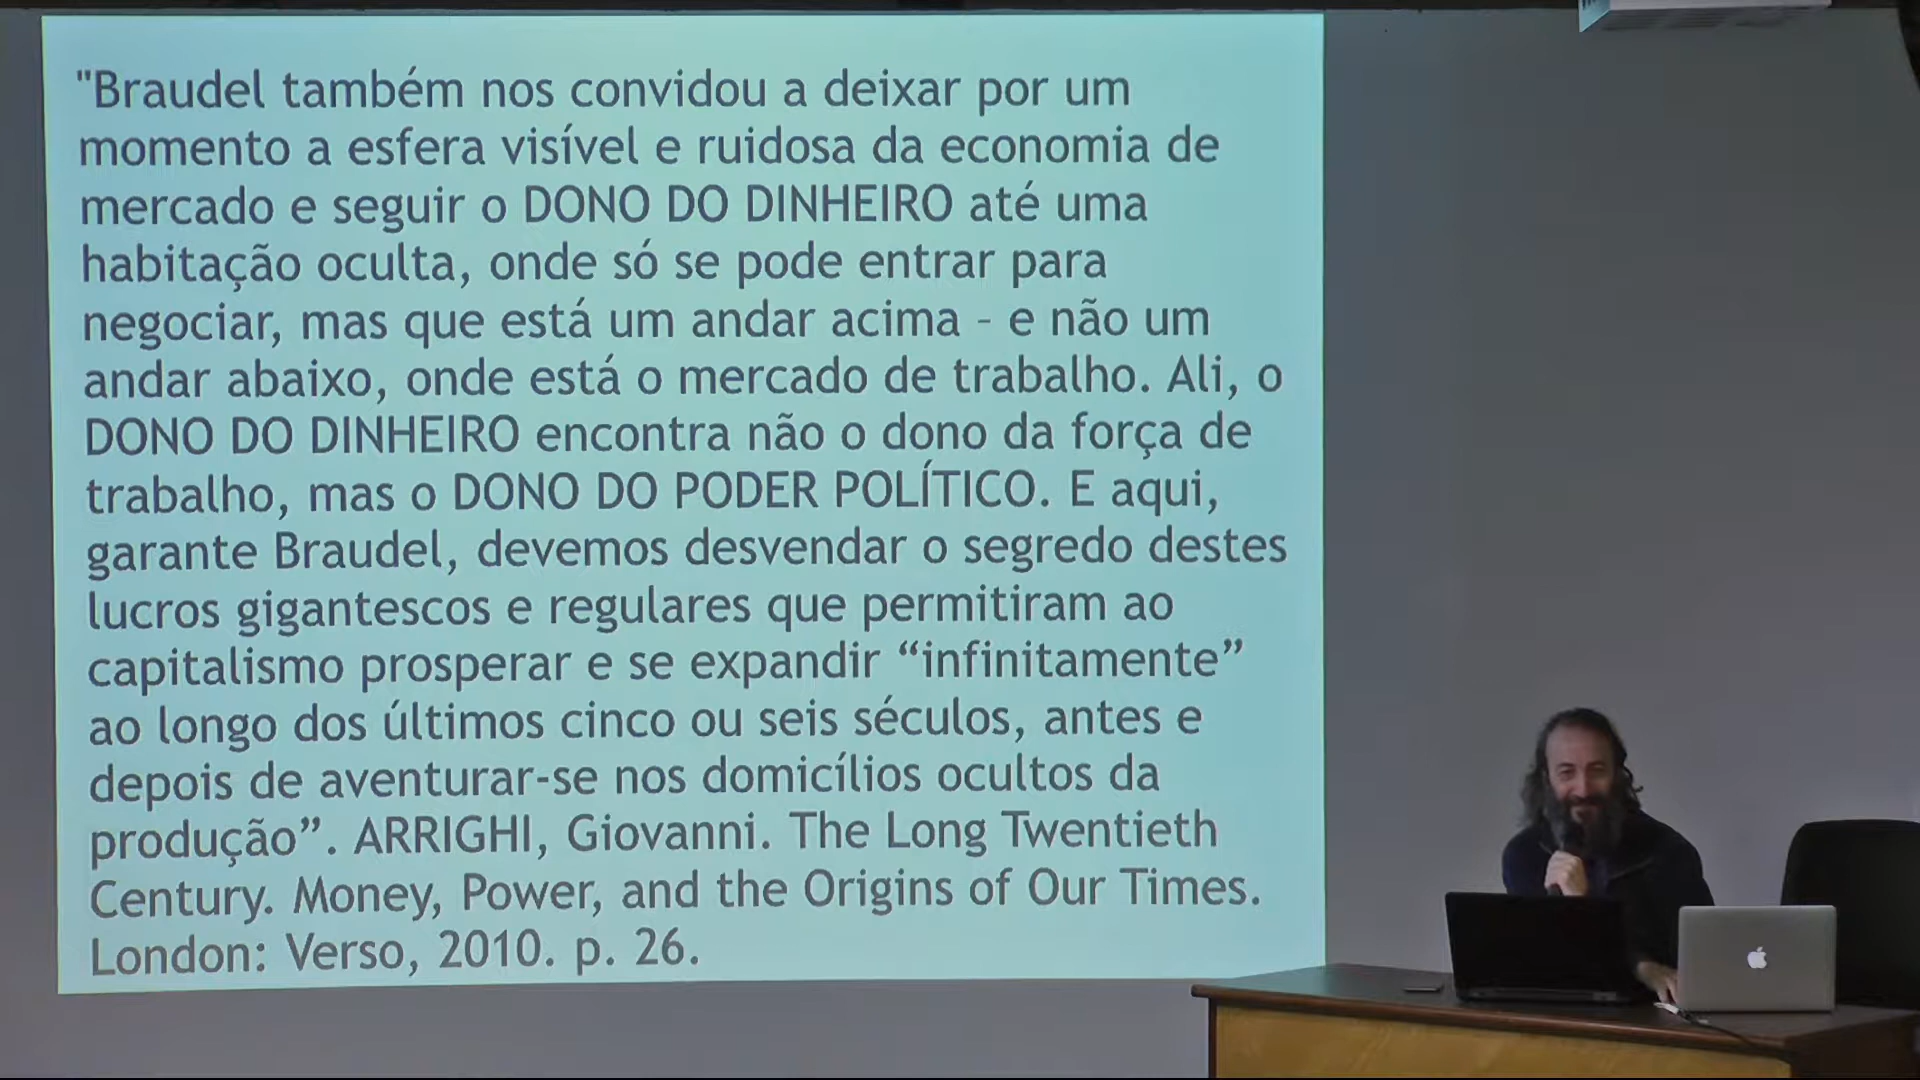 "Braudel também nos convidou a deixar por um
momento a esfera visível e ruidosa da economia de
mercado e seguir o DONO DO DINHEIRO até uma
habitação oculta, onde só se pode entrar para
negociar, mas que está um andar acima – e não um
andar abaixo, onde está o mercado de trabalho. Ali, o
DONO DO DINHEIRO encontra não o dono da força de
trabalho, mas o DONO DO PODER POLÍTICO. E aqui,
garante Braudel, devemos desvendar o segredo destes
lucros gigantescos e regulares que permitiram ao
capitalismo prosperar e se expandir “infinitamente”
ao longo dos últimos cinco ou seis séculos, antes e
depois de aventurar-se nos domicílios ocultos da
produção”. ARRIGHI, Giovanni. The Long Twentieth
Century. Money, Power, and the Origins of Our Times.
London: Verso, 2010. p. 26.